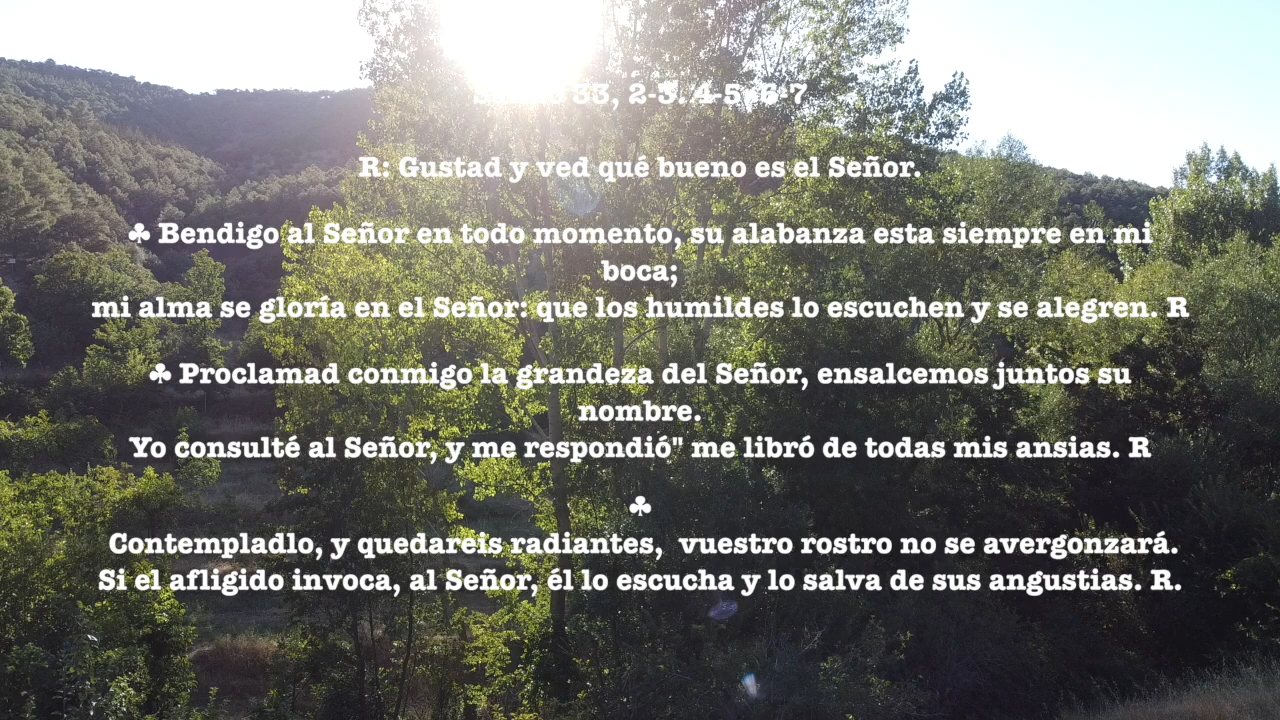 33, 2-3. 4-5. 6-7
R: Gustad y ved qué bueno es el Señor.
♣ Bendigo al Señor en todo momento, su alabanza esta siempre en mi
boca;
mi alma se gloría en el Señor: que los humildes lo escuchen y se alegren. R
♣ Proclamad conmigo la grandeza del Señor, ensalcemos juntos su
nombre.
Yo consulté al Señor, y me respondió" me libró de todas mis ansias. R
♣
Contempladlo, y quedareis radiantes,  vuestro rostro no se avergonzará.
Si el afligido invoca, al Señor, él lo escucha y lo salva de sus angustias. R.